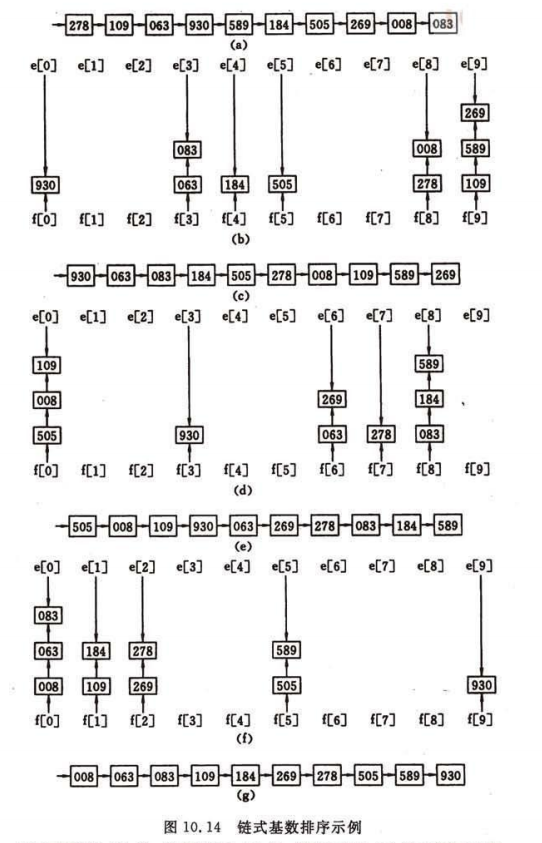 278 109 063 930 589 184 505 269 008 083
(a)
e[0] e[1] e[2] e[3] e[4] e[5] e[6] e[7] e[8] e[9]
269
083 008 589
930 063 184 505 278 109
f[0] f[1] f[2] f[3] f[4] f[5] f[6] f[7] f[8] f[9]
(b)
930 063 083 184 505 278 008 109 589 269
(c)
e[0] e[1] e[2] e[3] e[4] e[5] e[6] e[7] e[8] e[9]
109 589
008 269 184
505 930 063 278 083
f[0] f[1] f[2] f[3] f[4] f[5] f[6] f[7] f[8] f[9]
(d)
505 008 109 930 063 269 278 083 184 589
(e)
e[0] e[1] e[2] e[3] e[4] e[5] e[6] e[7] e[8] e[9]
083
063 184 278 589
008 109 269 505 930
f[0] f[1] f[2] f[3] f[4] f[5] f[6] f[7] f[8] f[9]
(f)
008 063 083 109 184 269 278 505 589 930
(g)
图 10.14 链式基数排序示例